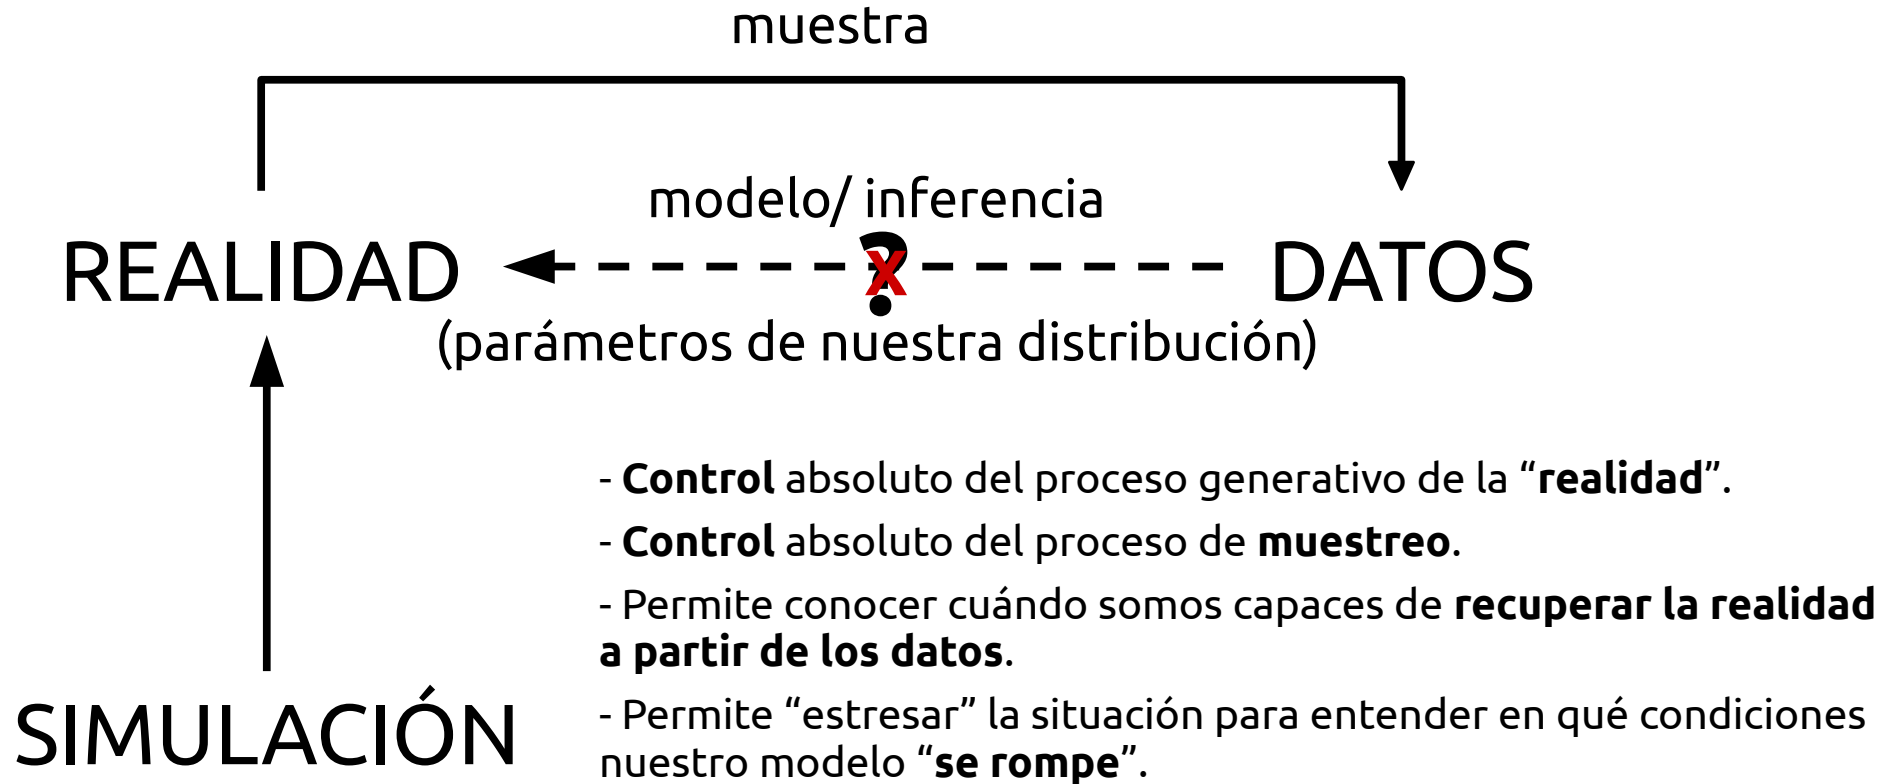 muestra
modelo/ inferencia
REALIDAD
?
X
DATOS
(parámetros de nuestra distribución)
- Control absoluto del proceso generativo de la “realidad”.
- Control absoluto del proceso de muestreo.
- Permite conocer cuándo somos capaces de recuperar la realidad
a partir de los datos.
SIMULACIÓN
- Permite “estresar” la situación para entender en qué condiciones
nuestro modelo “se rompe”.